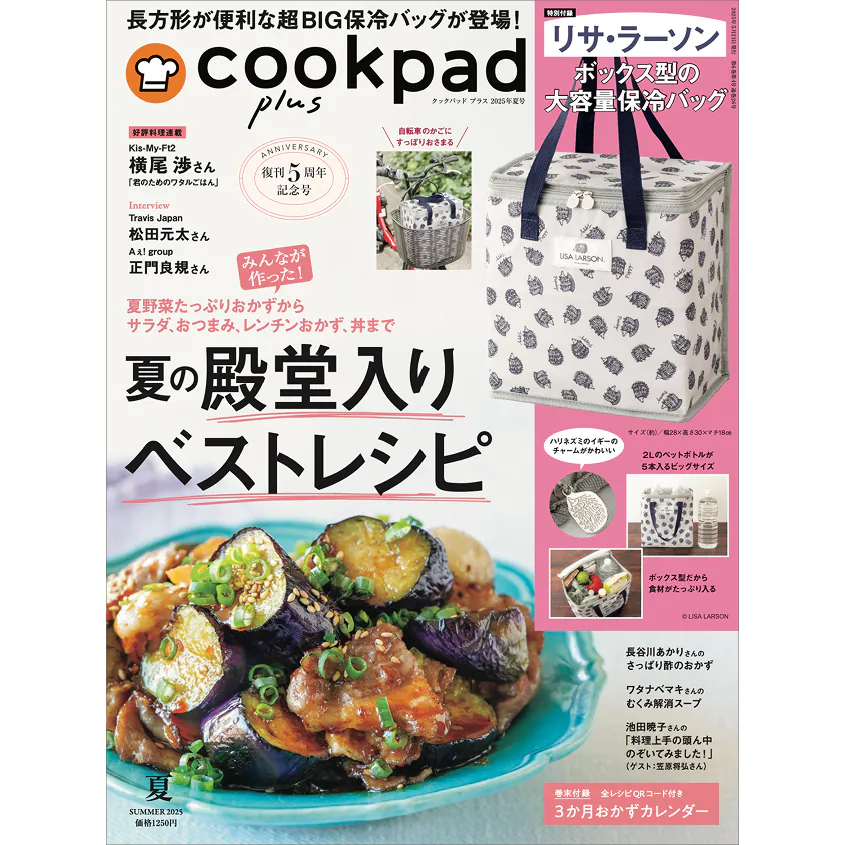 長方形が便利な超BIG保冷バッグが登場!
cookpad
plus
クックパッド プラス 2025年夏号
特別付録
リサ・ラーソン
ボックス型の
大容量保冷バッグ
好評料理連載
Kis-My-Ft2
横尾 渉さん
「君のためのワタルごはん」
Interview
Travis Japan
松田元太さん
Aぇ! group
正門良規さん
ANNIVERSARY
復刊5周年
記念号
自転車のかごに
すっぽりおさまる
LISA LARSON.
みんなが
作った!
夏野菜たっぷりおかずから
サラダ、おつまみ、レンチンおかず、丼まで
夏の殿堂入り
ベストレシピ
サイズ(約)/幅28×高さ30×マチ18㎝
ハリネズミのイギーの
チャームがかわいい
2Lのペットボトルが
5本入るビッグサイズ
ボックス型だから
食材がたっぷり入る
© LISA LARSON
長谷川あかりさんの
さっぱり酢のおかず
ワタナベマキさんの
むくみ解消スープ
池田暁子さんの
「料理上手の頭ん中
のぞいてみました!」
(ゲスト:笠原将弘さん)
巻末付録 全レシピQRコード付き
3か月おかずカレンダー
夏
SUMMER 2025
価格1250円